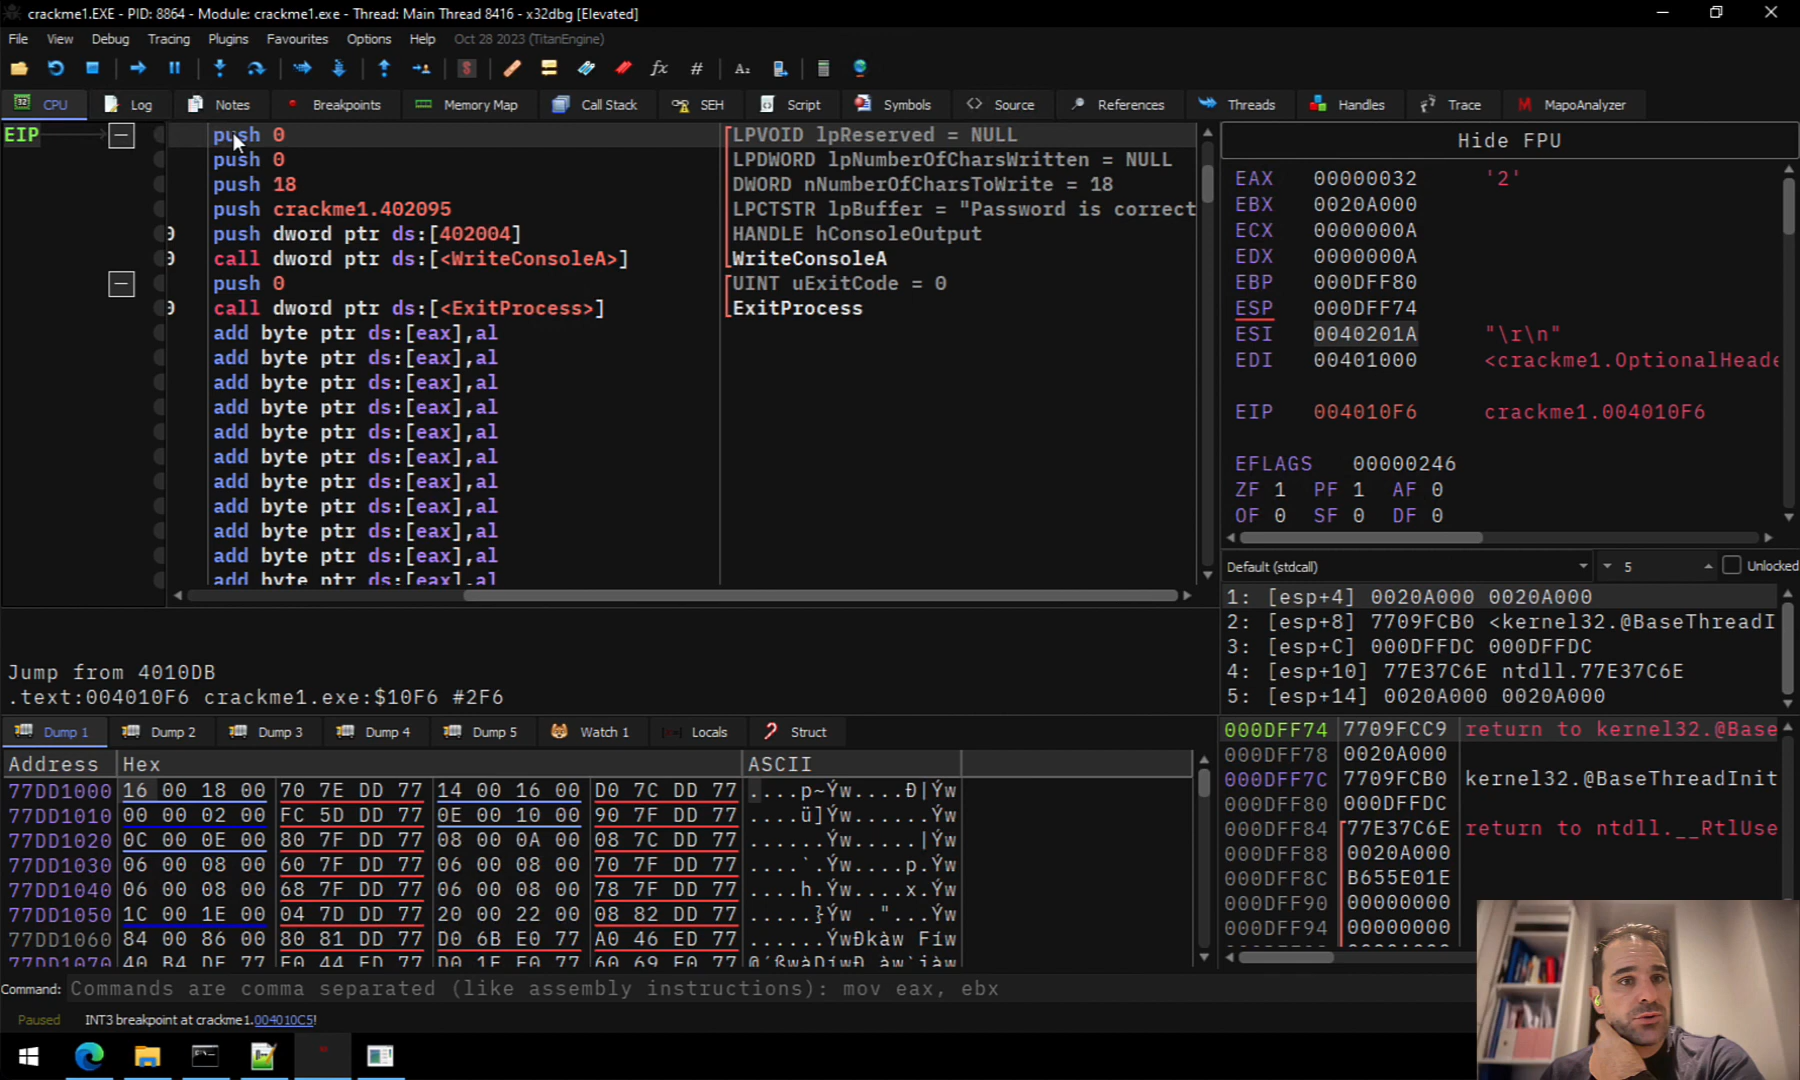 crackme1.EXE - PID: 8864 - Module: crackme1.exe - Thread: Main Thread 8416 - x32dbg [Elevated]
File View Debug Tracing Plugins Favourites Options Help Oct 28 2023 (TitanEngine)
CPU Log Notes Breakpoints Memory Map Call Stack SEH Script Symbols Source References Threads Handles Trace MapoAnalyzer
EIP push 0 LPVOID lpReserved = NULL
push 0 LPDWORD lpNumberOfCharsWritten = NULL
push 18 DWORD nNumberOfCharsToWrite = 18
push crackme1.402095 LPCTSTR lpBuffer = "Password is correct
push dword ptr ds:[402004] HANDLE hConsoleOutput
call dword ptr ds:[<WriteConsoleA>] WriteConsoleA
push 0 UINT uExitCode = 0
call dword ptr ds:[<ExitProcess>] ExitProcess
add byte ptr ds:[eax],al
add byte ptr ds:[eax],al
add byte ptr ds:[eax],al
add byte ptr ds:[eax],al
add byte ptr ds:[eax],al
add byte ptr ds:[eax],al
add byte ptr ds:[eax],al
add byte ptr ds:[eax],al
add byte ptr ds:[eax],al
add byte ptr ds:[eax],al
add byte ptr ds:[eax],al
Hide FPU
EAX 00000032 '2'
EBX 0020A000
ECX 0000000A
EDX 0000000A
EBP 000DFF80
ESP 000DFF74
ESI 0040201A "\r\n"
EDI 00401000 <crackme1.OptionalHeade
EIP 004010F6 crackme1.004010F6
EFLAGS 00000246
ZF 1 PF 1 AF 0
OF 0 SF 0 DF 0
Default (stdcall) 5 Unlocked
1: [esp+4] 0020A000 0020A000
2: [esp+8] 7709FCB0 <kernel32.@BaseThreadI
3: [esp+C] 000DFFDC 000DFFDC
4: [esp+10] 77E37C6E ntdll.77E37C6E
5: [esp+14] 0020A000 0020A000
Jump from 4010DB
.text:004010F6 crackme1.exe:$10F6 #2F6
Dump 1 Dump 2 Dump 3 Dump 4 Dump 5 Watch 1 Locals Struct
Address Hex ASCII
77DD1000 16 00 18 00 70 7E DD 77 14 00 16 00 D0 7C DD 77 ....p~Ýw....Ð|Ýw
77DD1010 00 00 02 00 FC 5D DD 77 0E 00 10 00 90 7F DD 77 ....ü]Ýw......Ýw
77DD1020 0C 00 0E 00 80 7F DD 77 08 00 0A 00 08 7C DD 77 ......Ýw.....|Ýw
77DD1030 06 00 08 00 60 7F DD 77 06 00 08 00 70 7F DD 77 ....`.Ýw....p.Ýw
77DD1040 06 00 08 00 68 7F DD 77 06 00 08 00 78 7F DD 77 ....h.Ýw....x.Ýw
77DD1050 1C 00 1E 00 04 7D DD 77 20 00 22 00 08 82 DD 77 .....}Ýw ."...Ýw
77DD1060 84 00 86 00 80 81 DD 77 D0 6B E0 77 A0 46 ED 77 ......ÝwÐkàw Fíw
77DD1070
000DFF74 7709FCC9 return to kernel32.@Base
000DFF78 0020A000
000DFF7C 7709FCB0 kernel32.@BaseThreadInit
000DFF80 000DFFDC
000DFF84 77E37C6E return to ntdll.__RtlUse
000DFF88 0020A000
000DFF8C B655E01E
000DFF90 00000000
000DFF94 00000000
Command: Commands are comma separated (like assembly instructions): mov eax, ebx
Paused INT3 breakpoint at crackme1.004010C5!